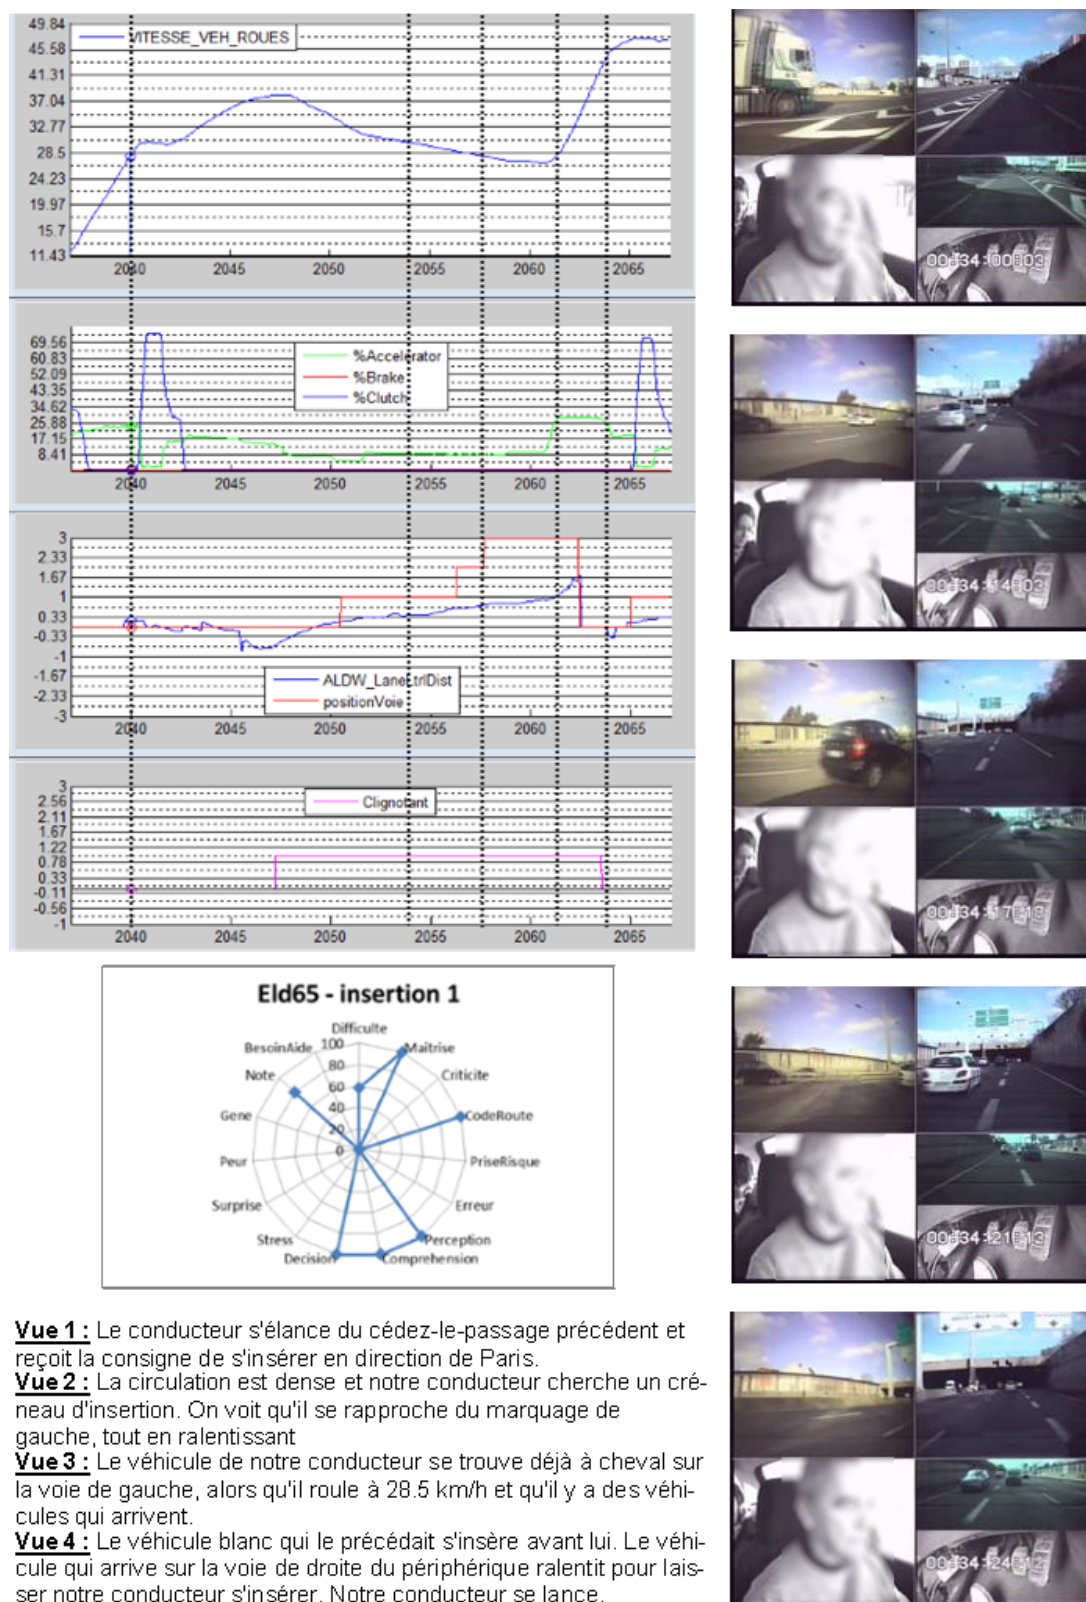 49.84
45.58
41.31
37.04
32.77
28.5
24.23
19.97
15.7
11.43
VITESSE_VEH_ROUES
2040 2045 2050 2055 2060 2065
69.56
60.83
52.09
43.35
34.62
25.88
17.15
8.41
%Accelerator
%Brake
%Clutch
2040 2045 2050 2055 2060 2065
3
2.33
1.67
1
0.33
-0.33
-1
-1.67
-2.33
-3
positionVoie
2040 2045 2050 2055 2060 2065
3
2.56
2.11
1.67
1.22
0.78
0.33
-0.11
-0.56
-1
Clignotant
2040 2045 2050 2055 2060 2065
Eld65 - insertion 1
Difficulte
Maitrise
Criticite
CodeRoute
PriseRisque
Erreur
Perception
Comprehension
Decision
Stress
Surprise
Peur
Gene
Note
BesoinAide
100
80
60
40
20
0
Vue 1 : Le conducteur s'élance du cédez-le-passage précédent et
reçoit la consigne de s'insérer en direction de Paris.
Vue 2 : La circulation est dense et notre conducteur cherche un cré-
neau d'insertion. On voit qu'il se rapproche du marquage de
gauche, tout en ralentissant
Vue 3 : Le véhicule de notre conducteur se trouve déjà à cheval sur
la voie de gauche, alors qu'il roule à 28.5 km/h et qu'il y a des véhi-
cules qui arrivent.
Vue 4 : Le véhicule blanc qui le précédait s'insère avant lui. Le véhi-
cule qui arrive sur la voie de droite du périphérique ralentit pour lais-
ser notre conducteur s'insérer. Notre conducteur se lance.